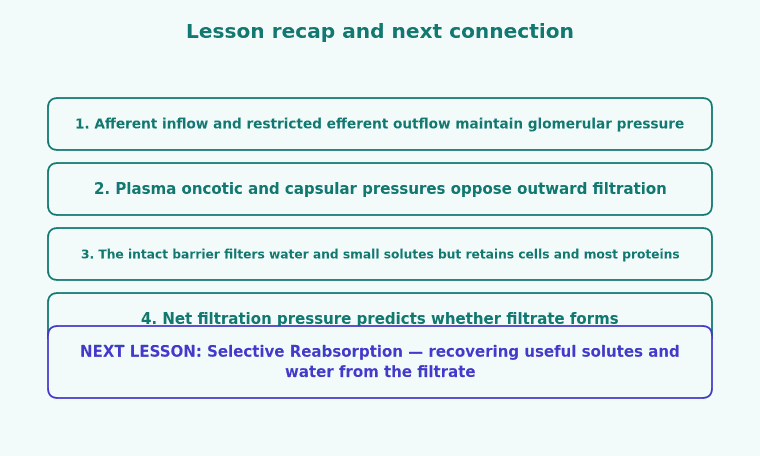 Lesson recap and next connection
1. Afferent inflow and restricted efferent outflow maintain glomerular pressure
2. Plasma oncotic and capsular pressures oppose outward filtration
3. The intact barrier filters water and small solutes but retains cells and most proteins
4. Net filtration pressure predicts whether filtrate forms
NEXT LESSON: Selective Reabsorption — recovering useful solutes and
water from the filtrate